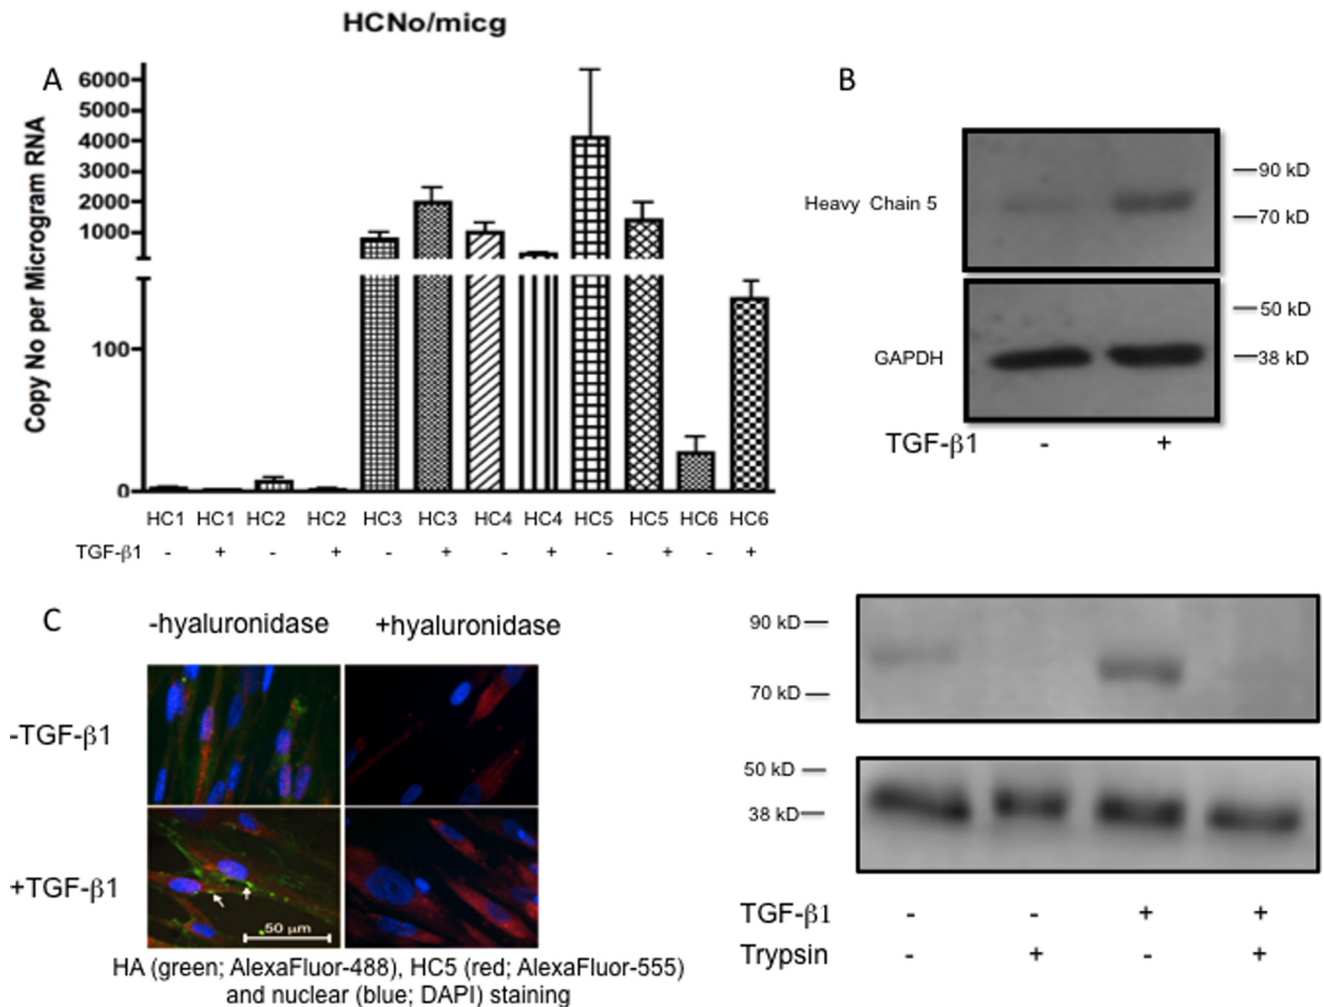 HCNo/micg
A
Copy No per Microgram RNA
6000
5000
4000
3000
2000
1000
100
0
HC1 HC1 HC2 HC2 HC3 HC3 HC4 HC4 HC5 HC5 HC6 HC6
TGF-β1 - + - + - + - + - + - +
B
Heavy Chain 5
90 kD
70 kD
GAPDH
50 kD
38 kD
TGF-β1 - +
C
-hyaluronidase +hyaluronidase
-TGF-β1
+TGF-β1
50 μm
HA (green; AlexaFluor-488), HC5 (red; AlexaFluor-555)
and nuclear (blue; DAPI) staining
90 kD
70 kD
50 kD
38 kD
TGF-β1 - - + +
Trypsin - + - +